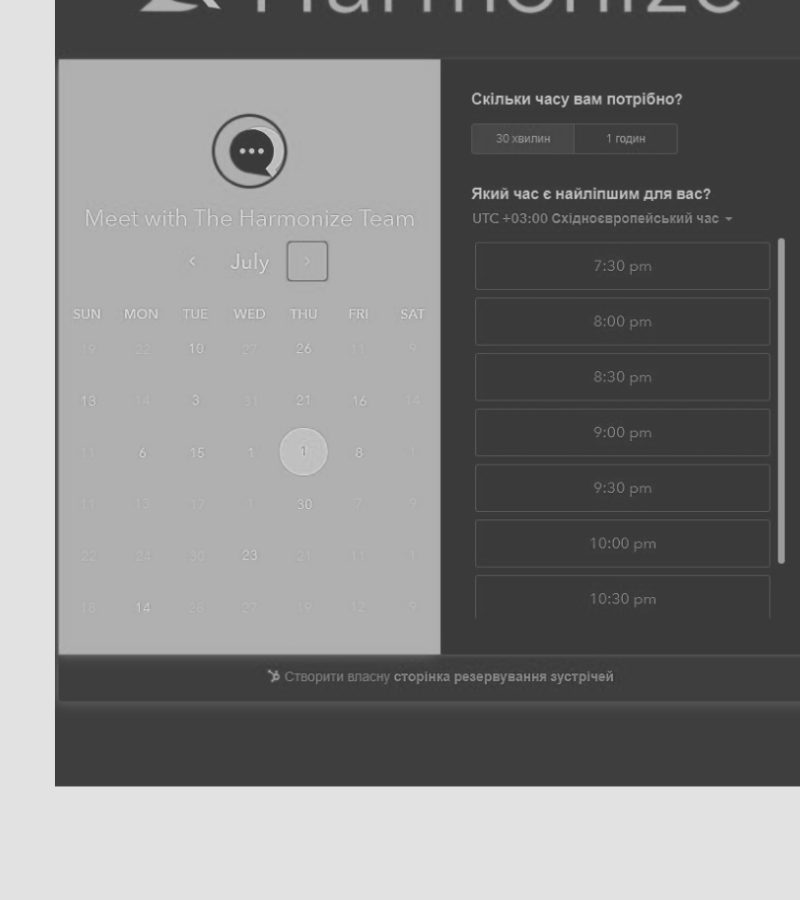 Harmonize
Meet with The Harmonize Team
July
SUN MON TUE WED THU FRI SAT
19 22 10 27 26 11 9
13 14 3 31 21 16 14
11 6 15 1 1 8 1
11 13 17 1 30 7 9
22 24 30 23 21 11 1
18 14 28 27 19 12 9
Скільки часу вам потрібно?
30 хвилин 1 годин
Який час є найліпшим для вас?
UTC +03:00 Східноєвропейський час
7:30 pm
8:00 pm
8:30 pm
9:00 pm
9:30 pm
10:00 pm
10:30 pm
Створити власну сторінка резервування зустрічей